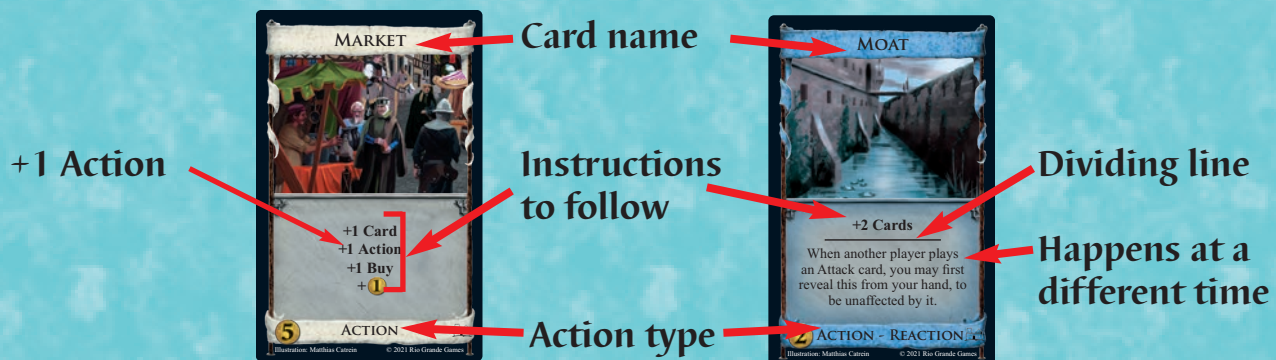 MARKET
Card name
MOAT
+1 Action
Instructions
to follow
Dividing line
+1 Card
+1 Action
+1 Buy
+ 1
+2 Cards
When another player plays
an Attack card, you may first
reveal this from your hand, to
be unaffected by it.
Happens at a
different time
5
ACTION
Action type
2
ACTION - REACTION
Illustration: Matthias Catrein
© 2021 Rio Grande Games
Illustration: Matthias Catrein
© 2021 Rio Grande Games